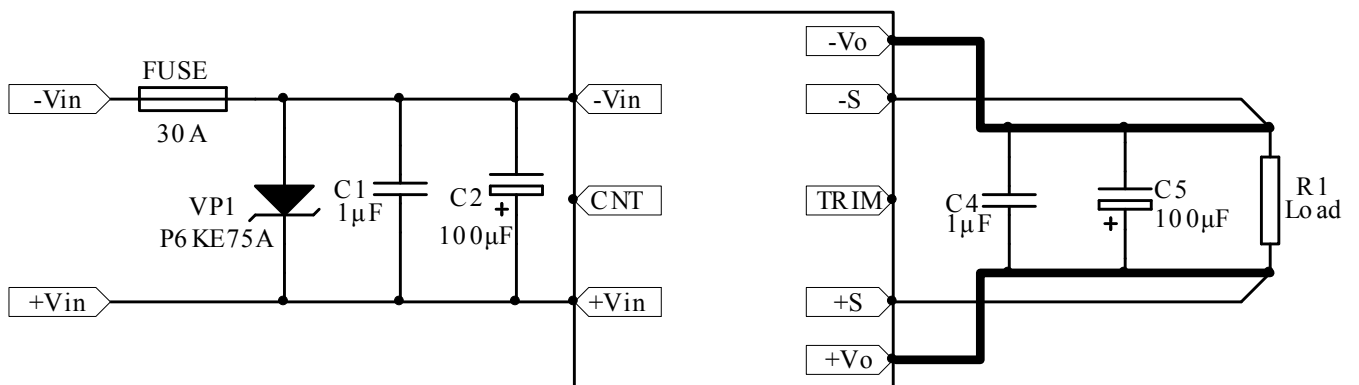 -Vo
FUSE
-Vin
-Vin
-S
30A
C1
1µF
C2
100µF
CNT
TRIM
C4
1µF
C5
100µF
R1
Load
VP1
P6KE75A
+
+
+Vin
+Vin
+S
+Vo